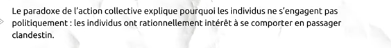 Le paradoxe de l'action collective explique pourquoi les individus ne s'engagent pas
politiquement : les individus ont rationnellement intérêt à se comporter en passager
clandestin.